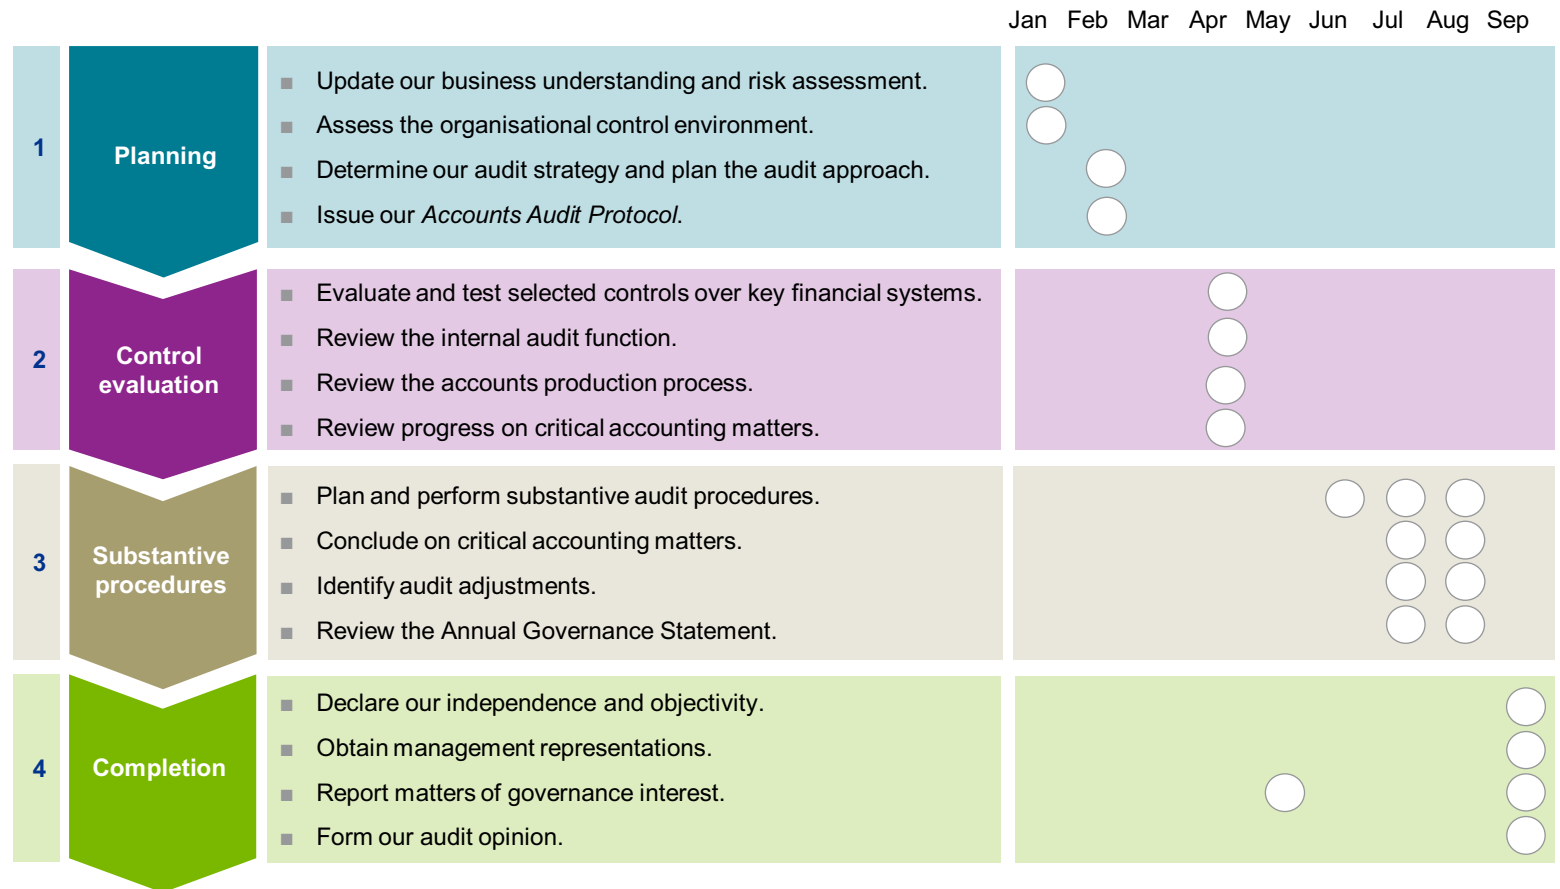 Jan Feb Mar Apr May Jun Jul Aug Sep
1
Planning
■ Update our business understanding and risk assessment.
■ Assess the organisational control environment.
■ Determine our audit strategy and plan the audit approach.
■ Issue our Accounts Audit Protocol.
2
Control
evaluation
■ Evaluate and test selected controls over key financial systems.
■ Review the internal audit function.
■ Review the accounts production process.
■ Review progress on critical accounting matters.
3
Substantive
procedures
■ Plan and perform substantive audit procedures.
■ Conclude on critical accounting matters.
■ Identify audit adjustments.
■ Review the Annual Governance Statement.
4
Completion
■ Declare our independence and objectivity.
■ Obtain management representations.
■ Report matters of governance interest.
■ Form our audit opinion.